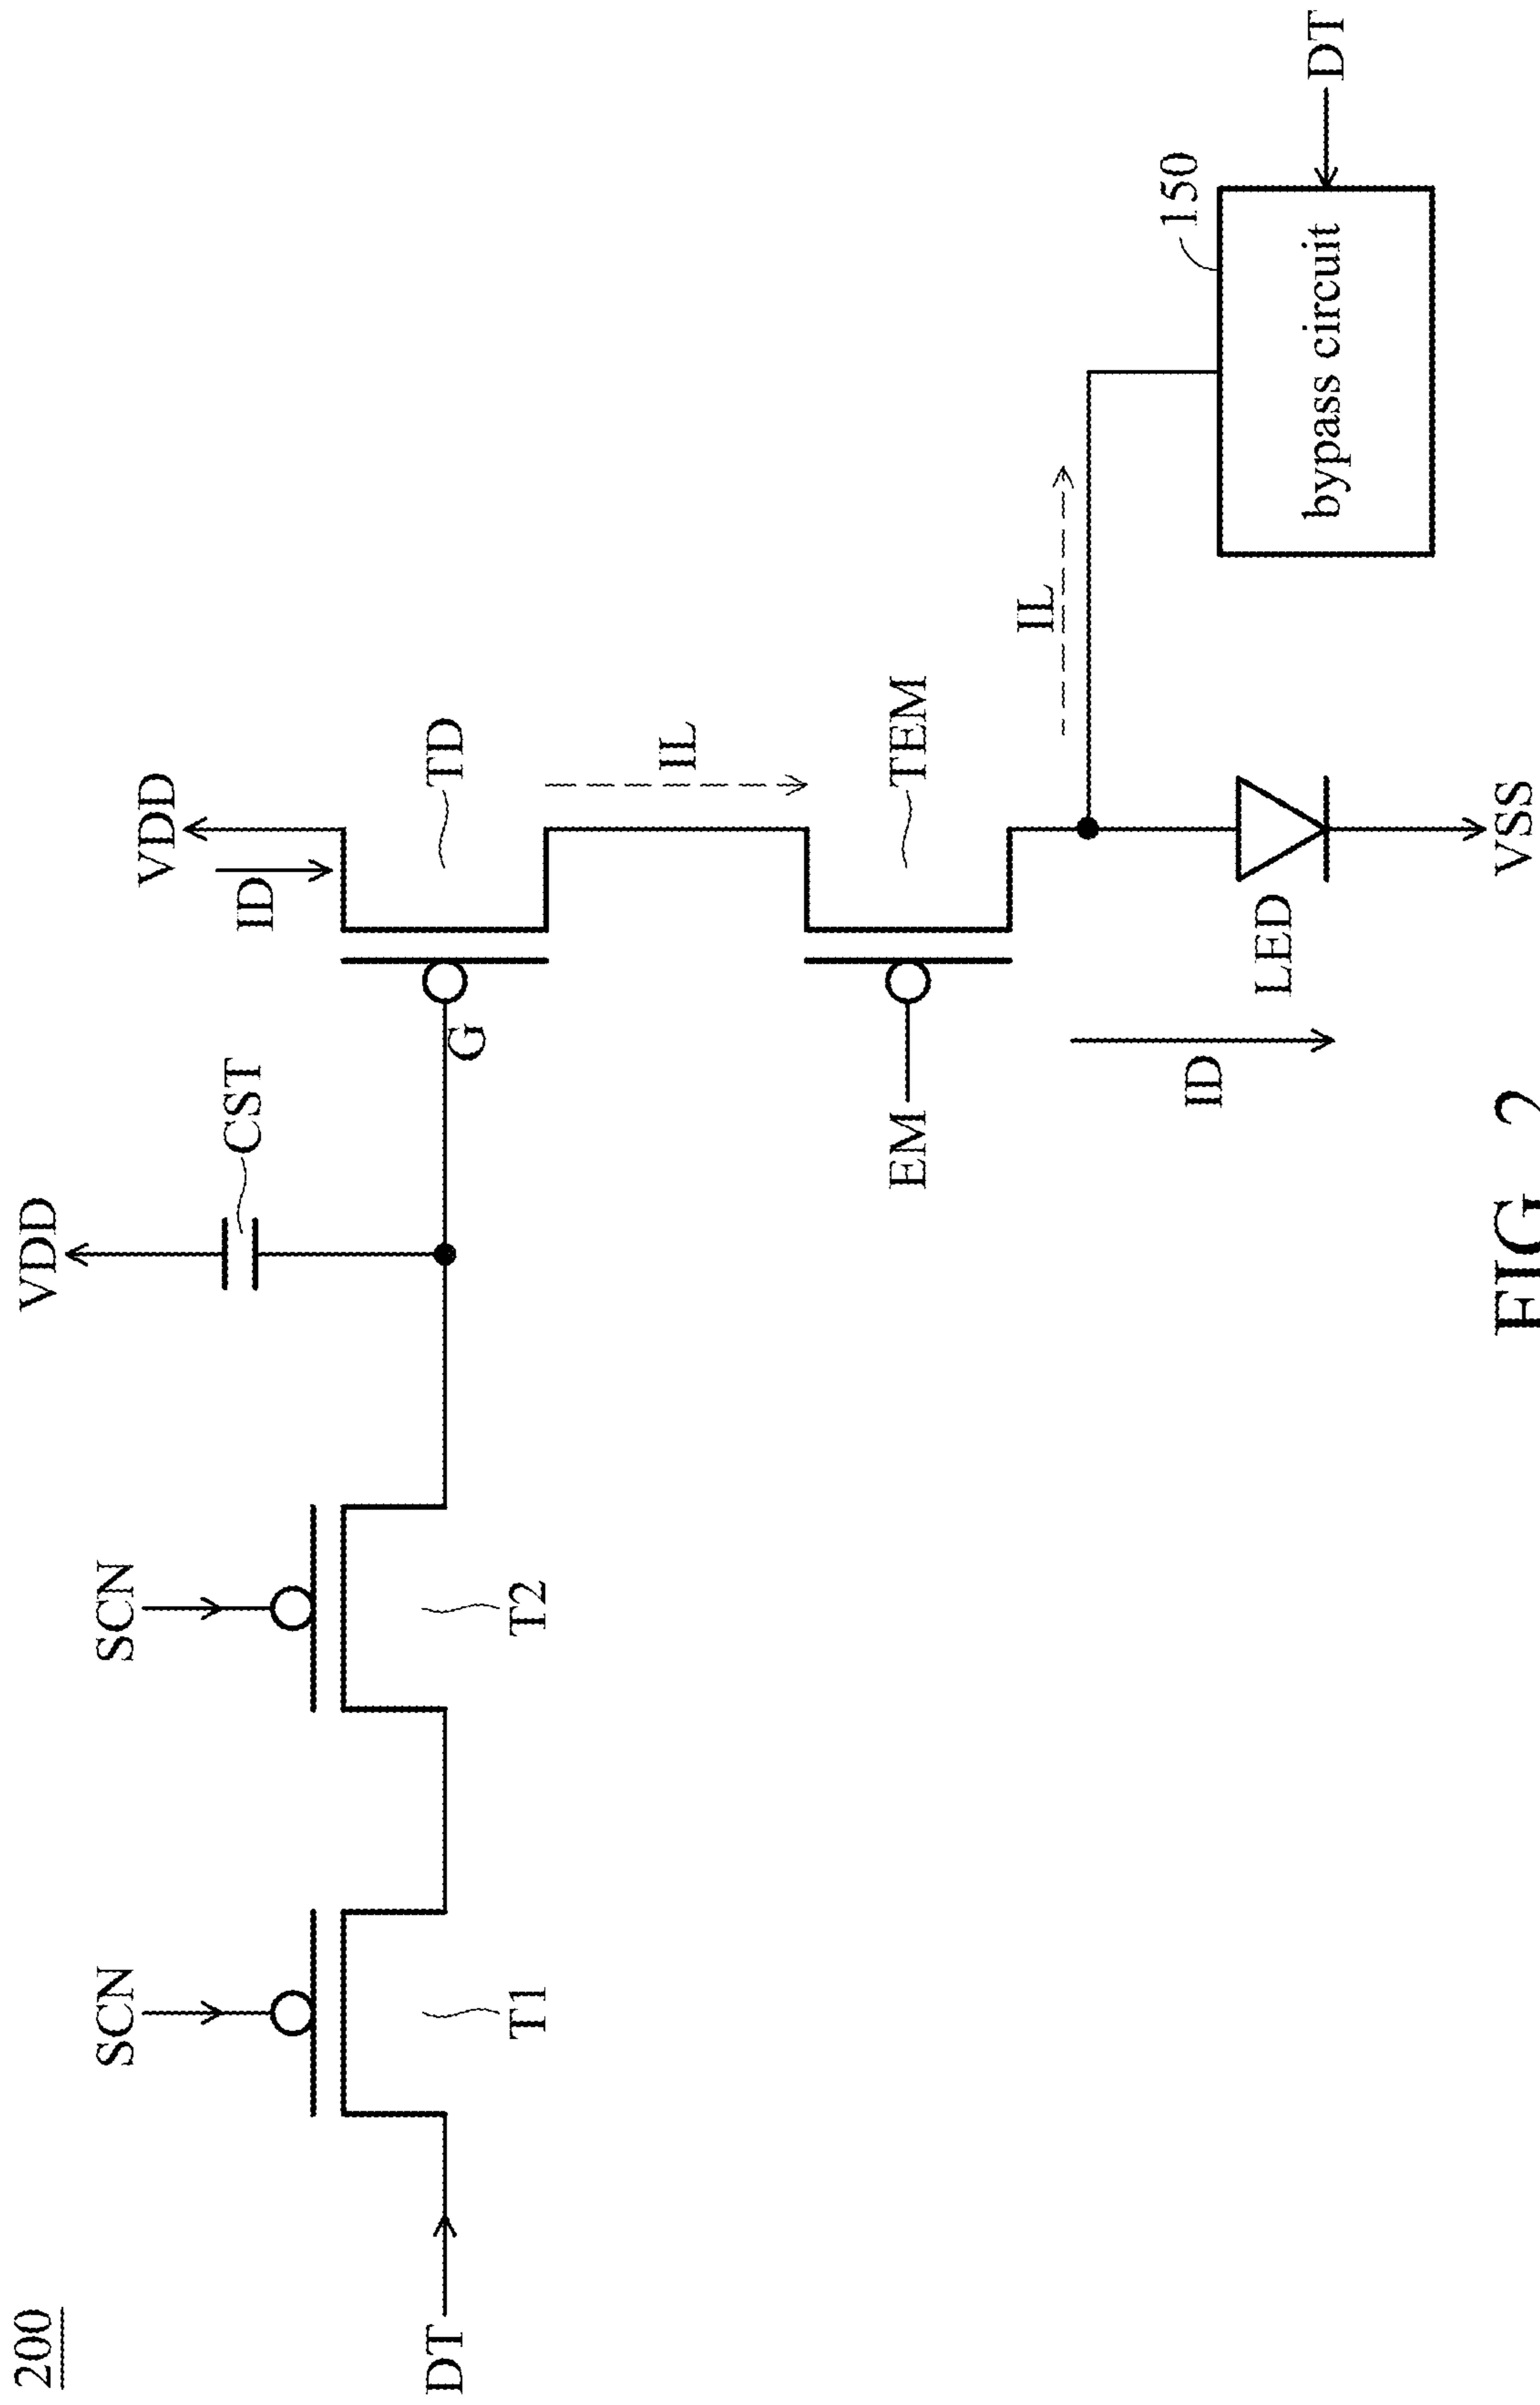 200
VDD
SCN
SCN
VDD
CST
ID
DT
TD
G
T1
T2
IL
EM
TEM
IL
150
ID
LED
bypass circuit
DT
VSS
FIG 2